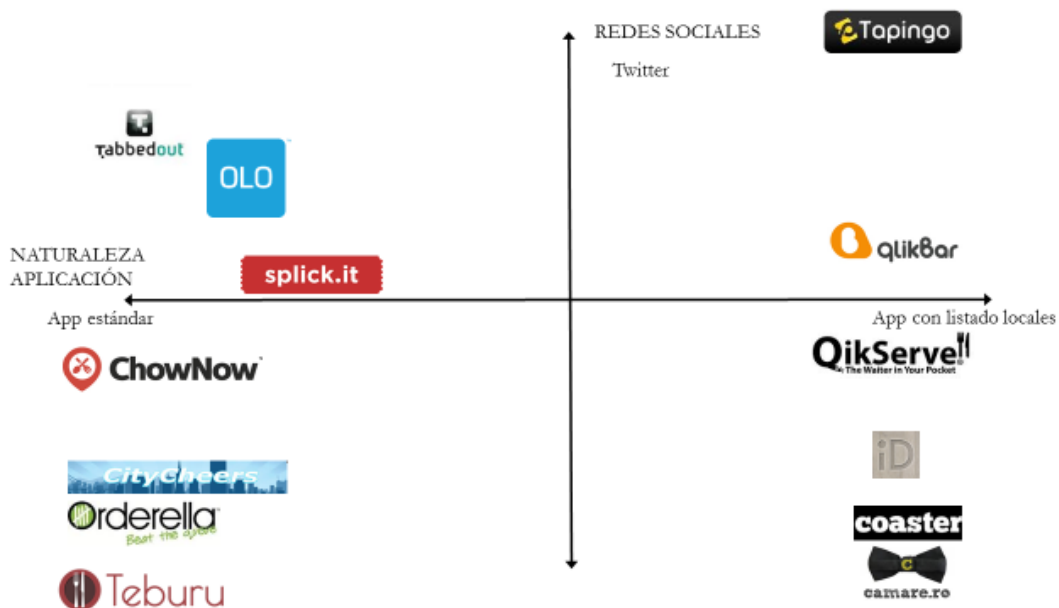 REDES SOCIALES
Tapingo
Twitter
T.
Tabbedout
OLO
NATURALEZA
APLICACIÓN
qlikBar
splick.it
App estándar
App con listado locales
ChowNow
QikServe
The Waiter in Your Pocket
iD
CityCheers
Orderella
Beat the queue
coaster
C
camare.ro
Teburu